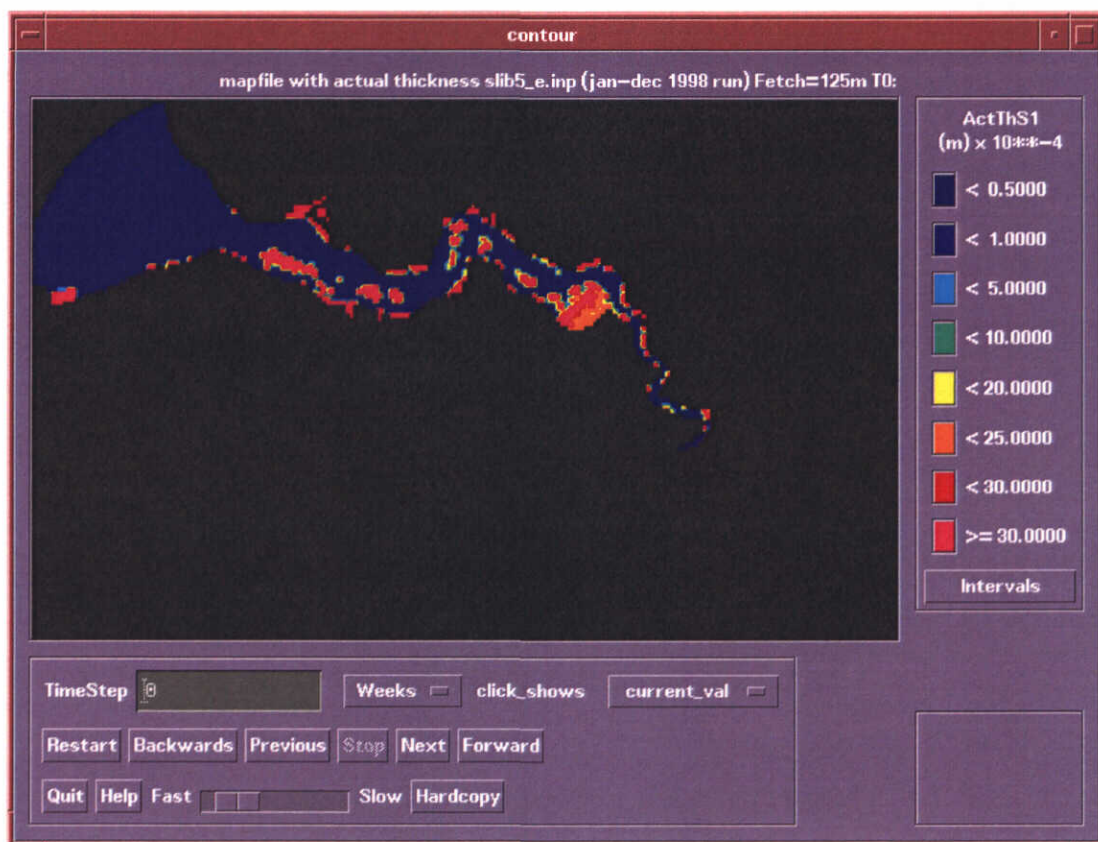 contour
mapfile with actual thickness slib5_e.inp (jan-dec 1998 run) Fetch=125m T0:
ActThS1
(m) x 10**-4
< 0.5000
< 1.0000
< 5.0000
< 10.0000
< 20.0000
< 25.0000
< 30.0000
>= 30.0000
Intervals
TimeStep 0 Weeks click_shows current_val
Restart Backwards Previous Stop Next Forward
Quit Help Fast Slow Hardcopy